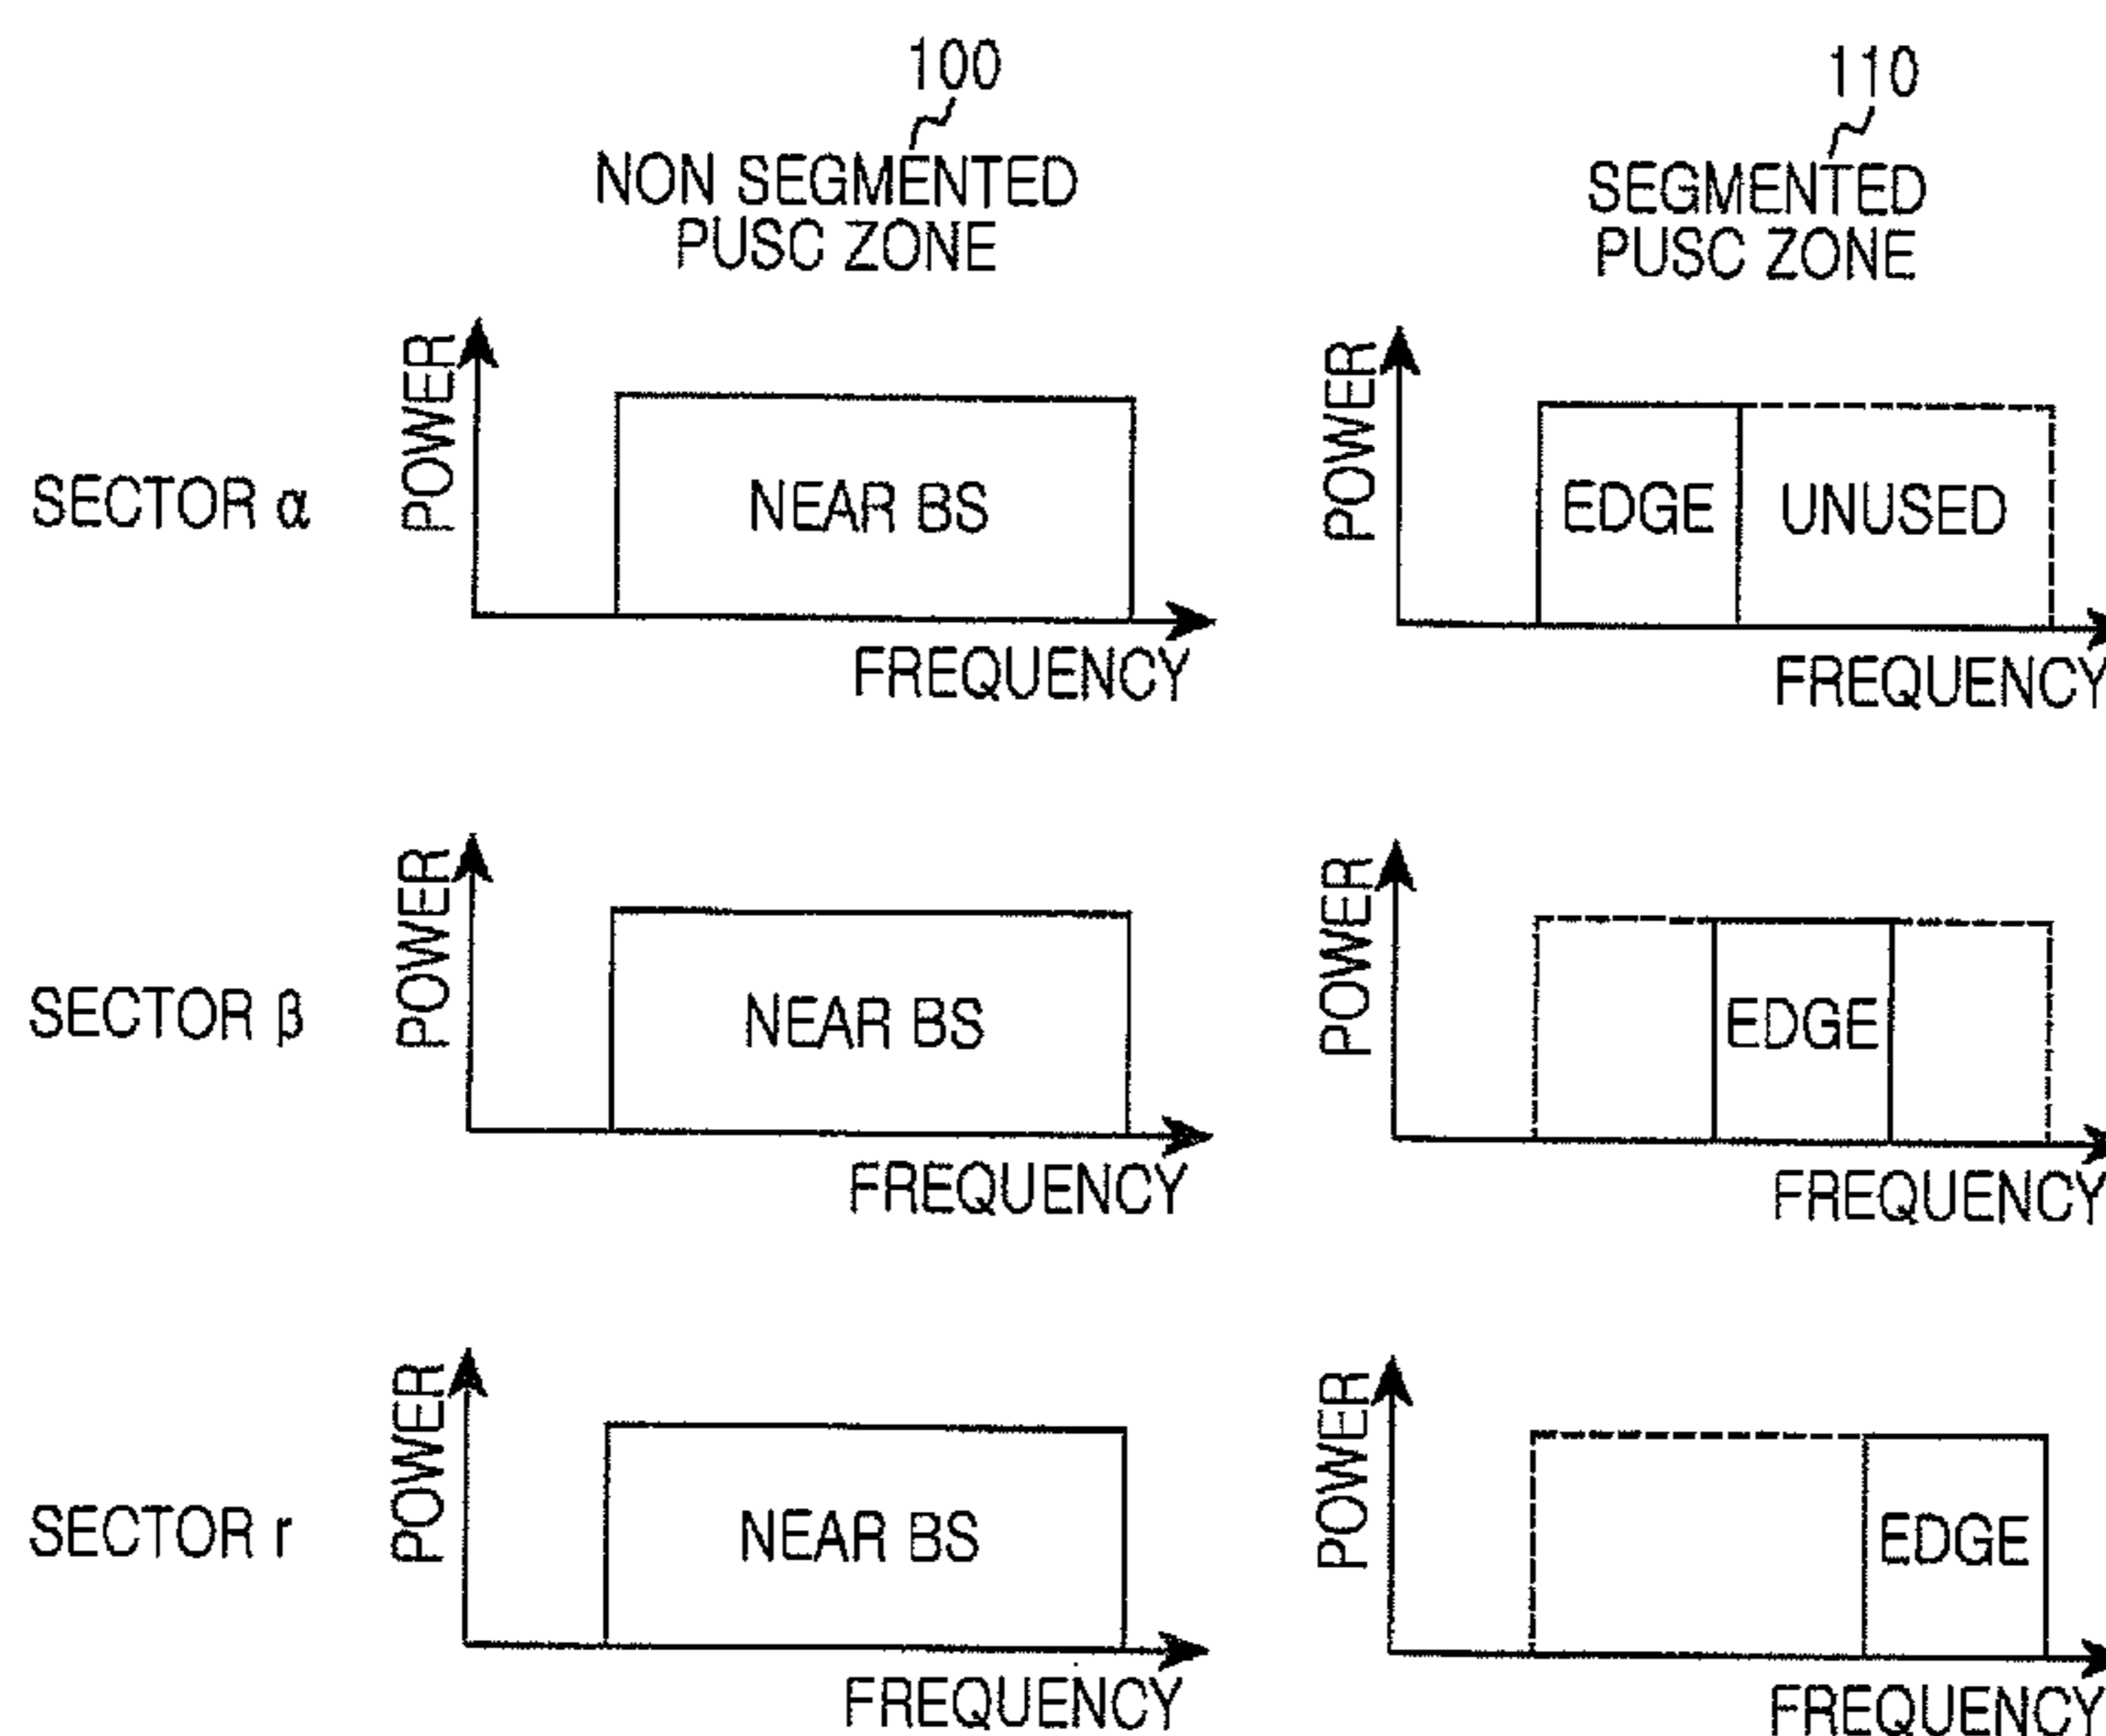 100
NON SEGMENTED
PUSC ZONE
110
SEGMENTED
PUSC ZONE
SECTOR α
POWER
NEAR BS
FREQUENCY
POWER
EDGE
UNUSED
FREQUENCY
SECTOR β
POWER
NEAR BS
FREQUENCY
POWER
EDGE
FREQUENCY
SECTOR r
POWER
NEAR BS
FREQUENCY
POWER
EDGE
FREQUENCY